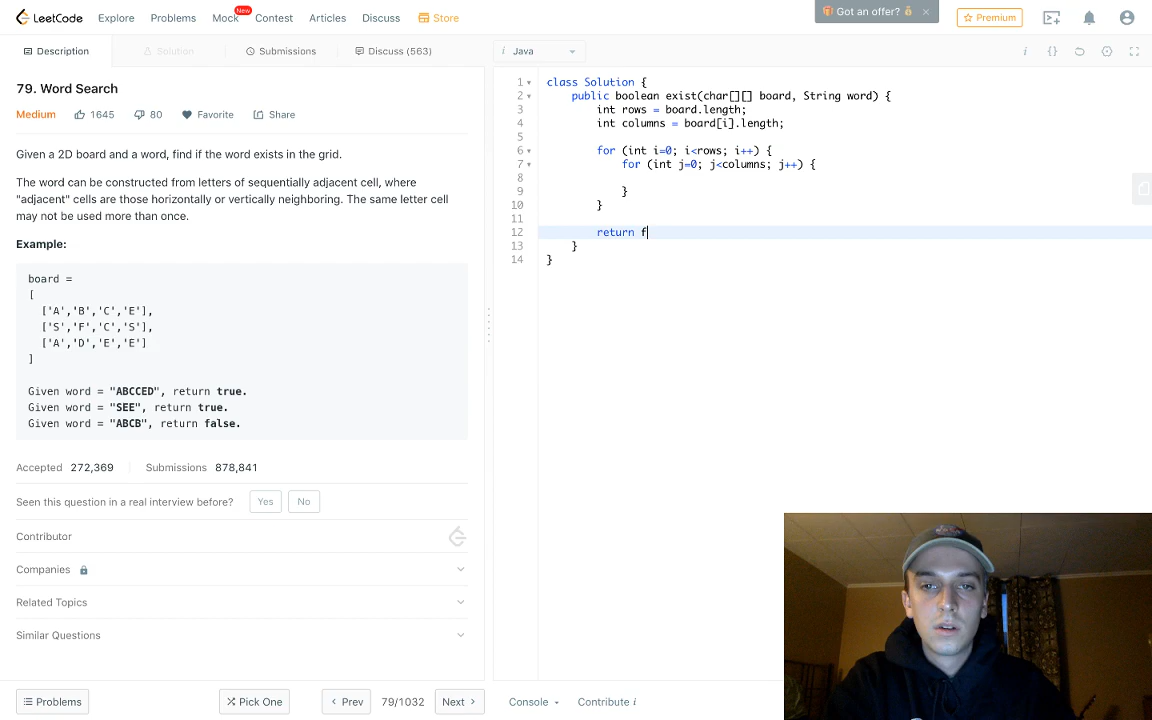 LeetCode Explore Problems Mock New Contest Articles Discuss Store Got an offer? × Premium
Description Solution Submissions Discuss (563) i Java i {}
79. Word Search
Medium 1645 80 Favorite Share
Given a 2D board and a word, find if the word exists in the grid.
The word can be constructed from letters of sequentially adjacent cell, where
"adjacent" cells are those horizontally or vertically neighboring. The same letter cell
may not be used more than once.
Example:
board =
[
['A','B','C','E'],
['S','F','C','S'],
['A','D','E','E']
]
Given word = "ABCCED", return true.
Given word = "SEE", return true.
Given word = "ABCB", return false.
Accepted 272,369 Submissions 878,841
Seen this question in a real interview before? Yes No
Contributor
Companies
Related Topics
Similar Questions
Problems Pick One Prev 79/1032 Next Console Contribute i
1 class Solution {
2 public boolean exist(char[][] board, String word) {
3 int rows = board.length;
4 int columns = board[i].length;
5
6 for (int i=0; i<rows; i++) {
7 for (int j=0; j<columns; j++) {
8
9 }
10 }
11
12 return f
13 }
14 }